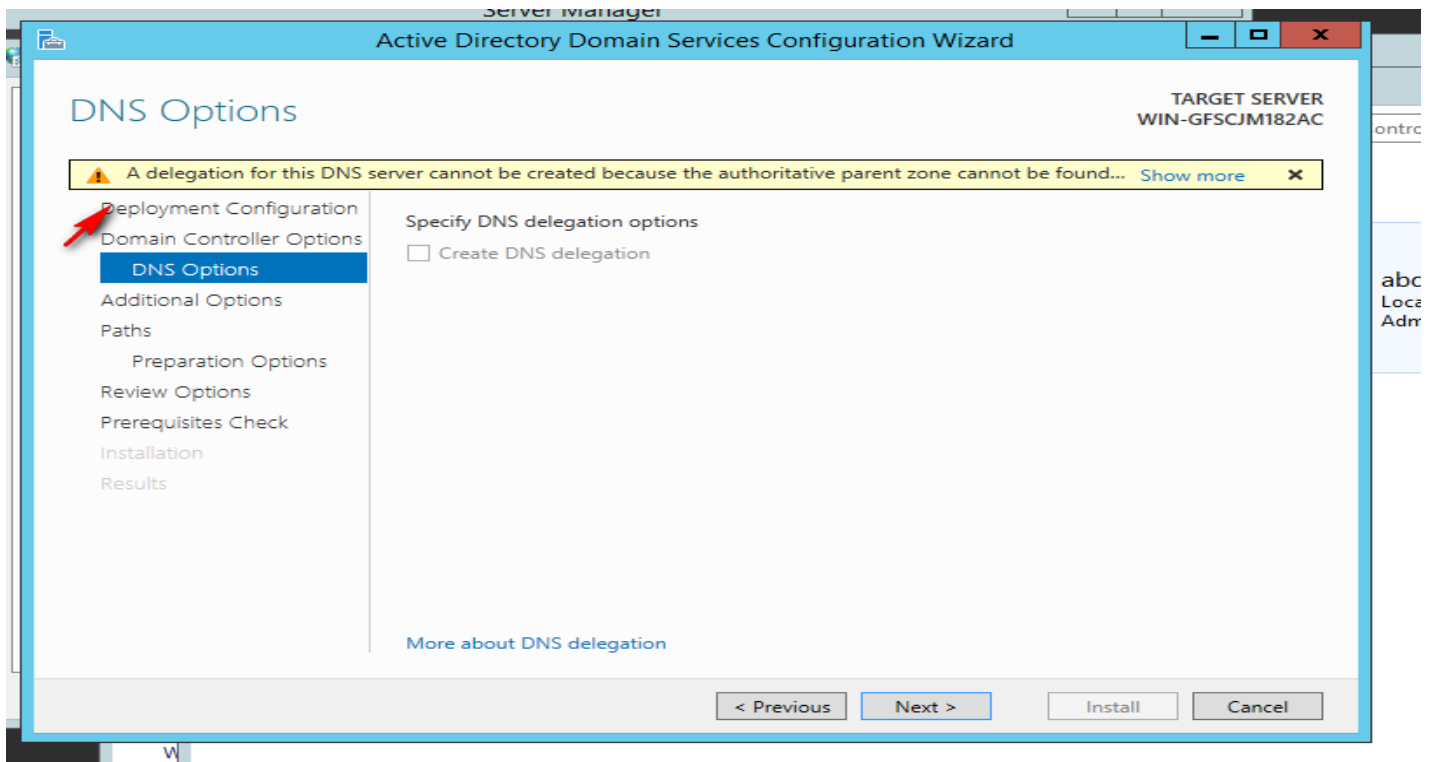 Server Manager
Active Directory Domain Services Configuration Wizard
DNS Options
TARGET SERVER
WIN-GFSCJM182AC
A delegation for this DNS server cannot be created because the authoritative parent zone cannot be found... Show more
Deployment Configuration
Domain Controller Options
DNS Options
Additional Options
Paths
Preparation Options
Review Options
Prerequisites Check
Installation
Results
Specify DNS delegation options
Create DNS delegation
More about DNS delegation
< Previous
Next >
Install
Cancel
ontro
abc
Loca
Adm
W